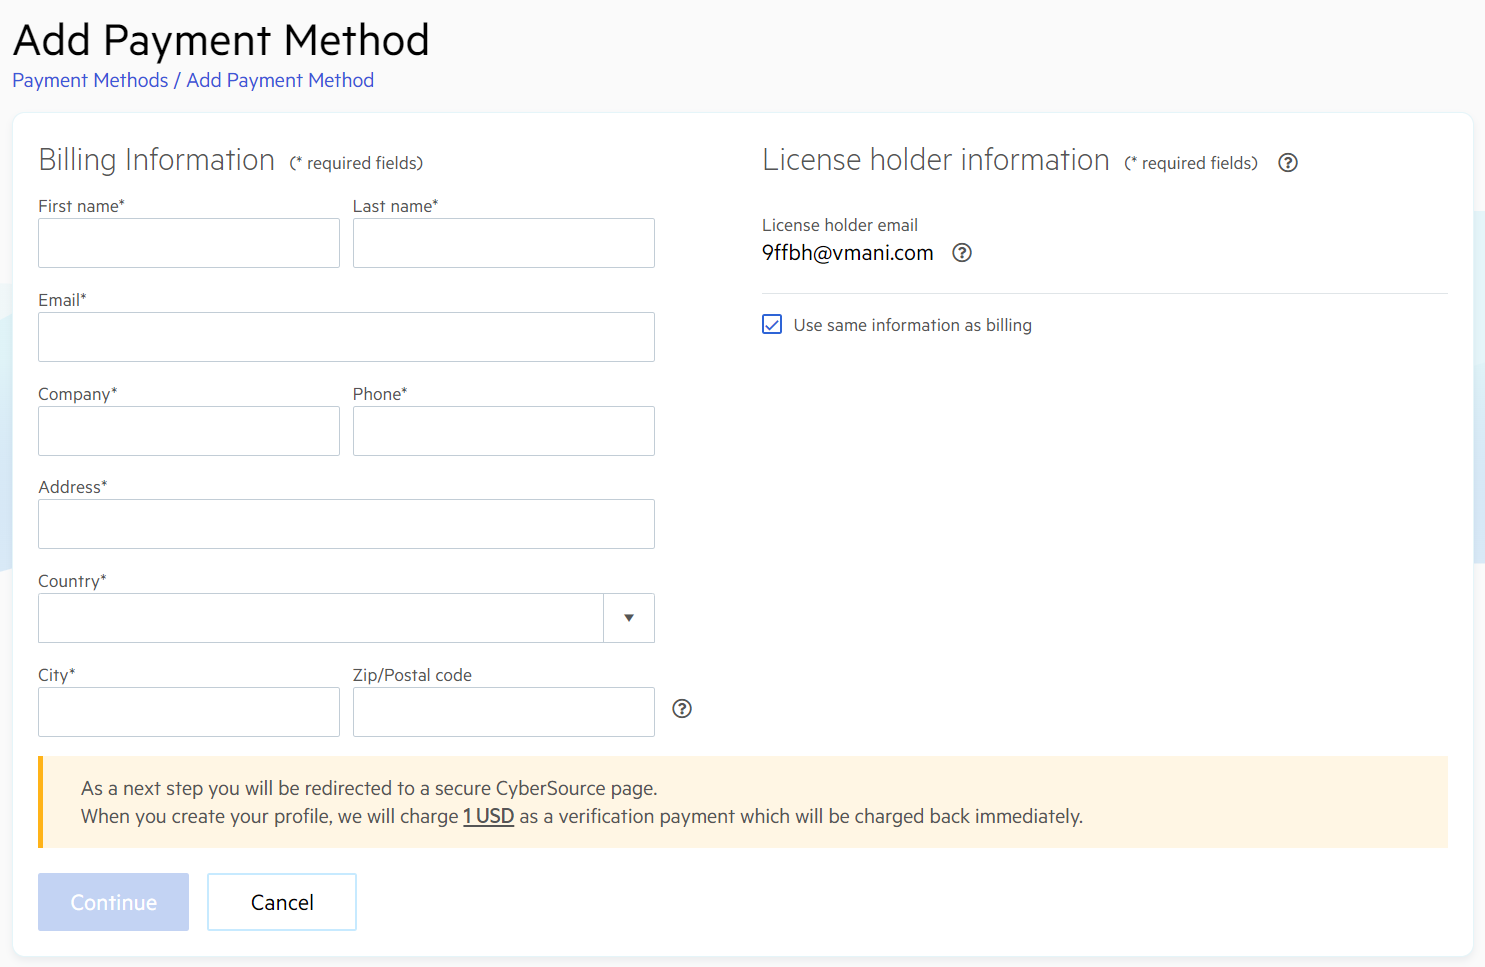 Add Payment Method
Payment Methods / Add Payment Method
Billing Information (* required fields)
First name* Last name*
Email*
Company* Phone*
Address*
Country*
City* Zip/Postal code
License holder information (* required fields)
License holder email
9ffbh@vmani.com
Use same information as billing
As a next step you will be redirected to a secure CyberSource page.
When you create your profile, we will charge 1 USD as a verification payment which will be charged back immediately.
Continue Cancel